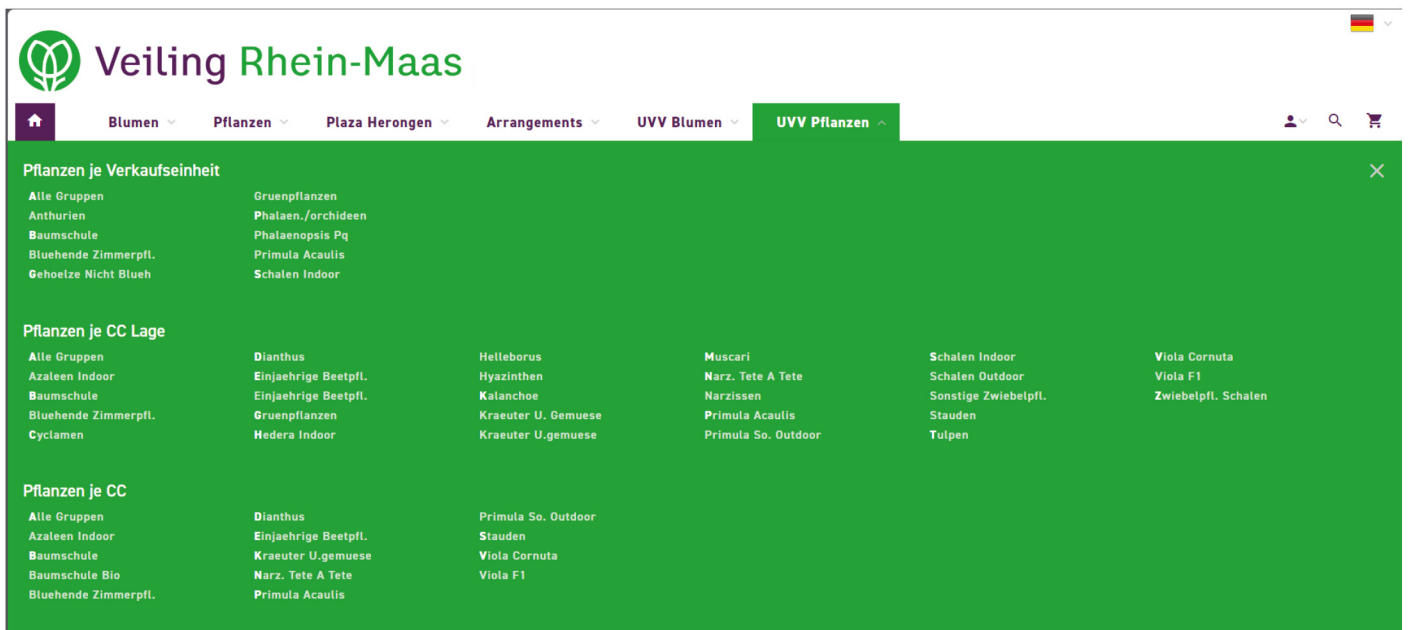 Veiling Rhein-Maas
Blumen Pflanzen Plaza Herongen Arrangements UVV Blumen UVV Pflanzen
Pflanzen je Verkaufseinheit
Alle Gruppen Gruenpflanzen
Anthurien Phalaen./orchideen
Baumschule Phalaenopsis Pq
Bluehende Zimmerpfl. Primula Acaulis
Gehoelze Nicht Blueh Schalen Indoor
Pflanzen je CC Lage
Alle Gruppen Dianthus Helleborus Muscari Schalen Indoor Viola Cornuta
Azaleen Indoor Einjaehrige Beetpfl. Hyazinthen Narz. Tete A Tete Schalen Outdoor Viola F1
Baumschule Einjaehrige Beetpfl. Kalanchoe Narzissen Sonstige Zwiebelpfl. Zwiebelpfl. Schalen
Bluehende Zimmerpfl. Gruenpflanzen Kraeuter U. Gemuese Primula Acaulis Stauden
Cyclamen Hedera Indoor Kraeuter U.gemuese Primula So. Outdoor Tulpen
Pflanzen je CC
Alle Gruppen Dianthus Primula So. Outdoor
Azaleen Indoor Einjaehrige Beetpfl. Stauden
Baumschule Kraeuter U.gemuese Viola Cornuta
Baumschule Bio Narz. Tete A Tete Viola F1
Bluehende Zimmerpfl. Primula Acaulis